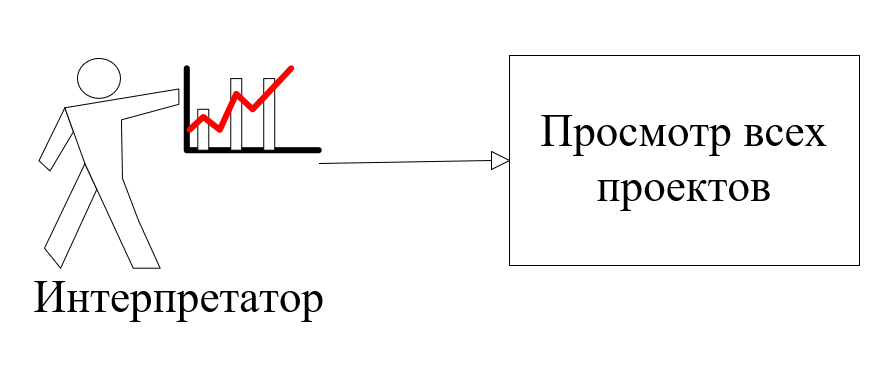 Просмотр всех
проектов
Интерпретатор